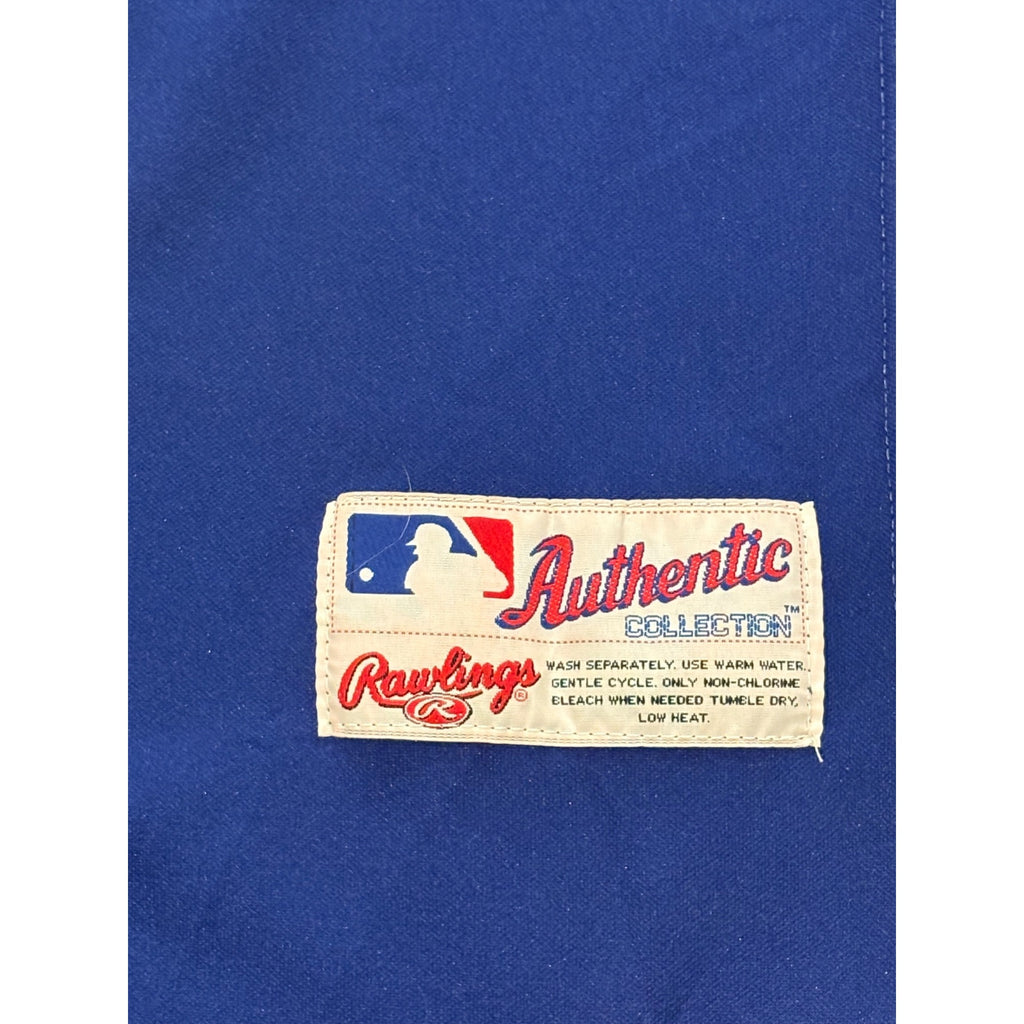 Authentic
COLLECTION™
Rawlings®
R
WASH SEPARATELY. USE WARM WATER.
GENTLE CYCLE. ONLY NON-CHLORINE
BLEACH WHEN NEEDED TUMBLE DRY,
LOW HEAT.